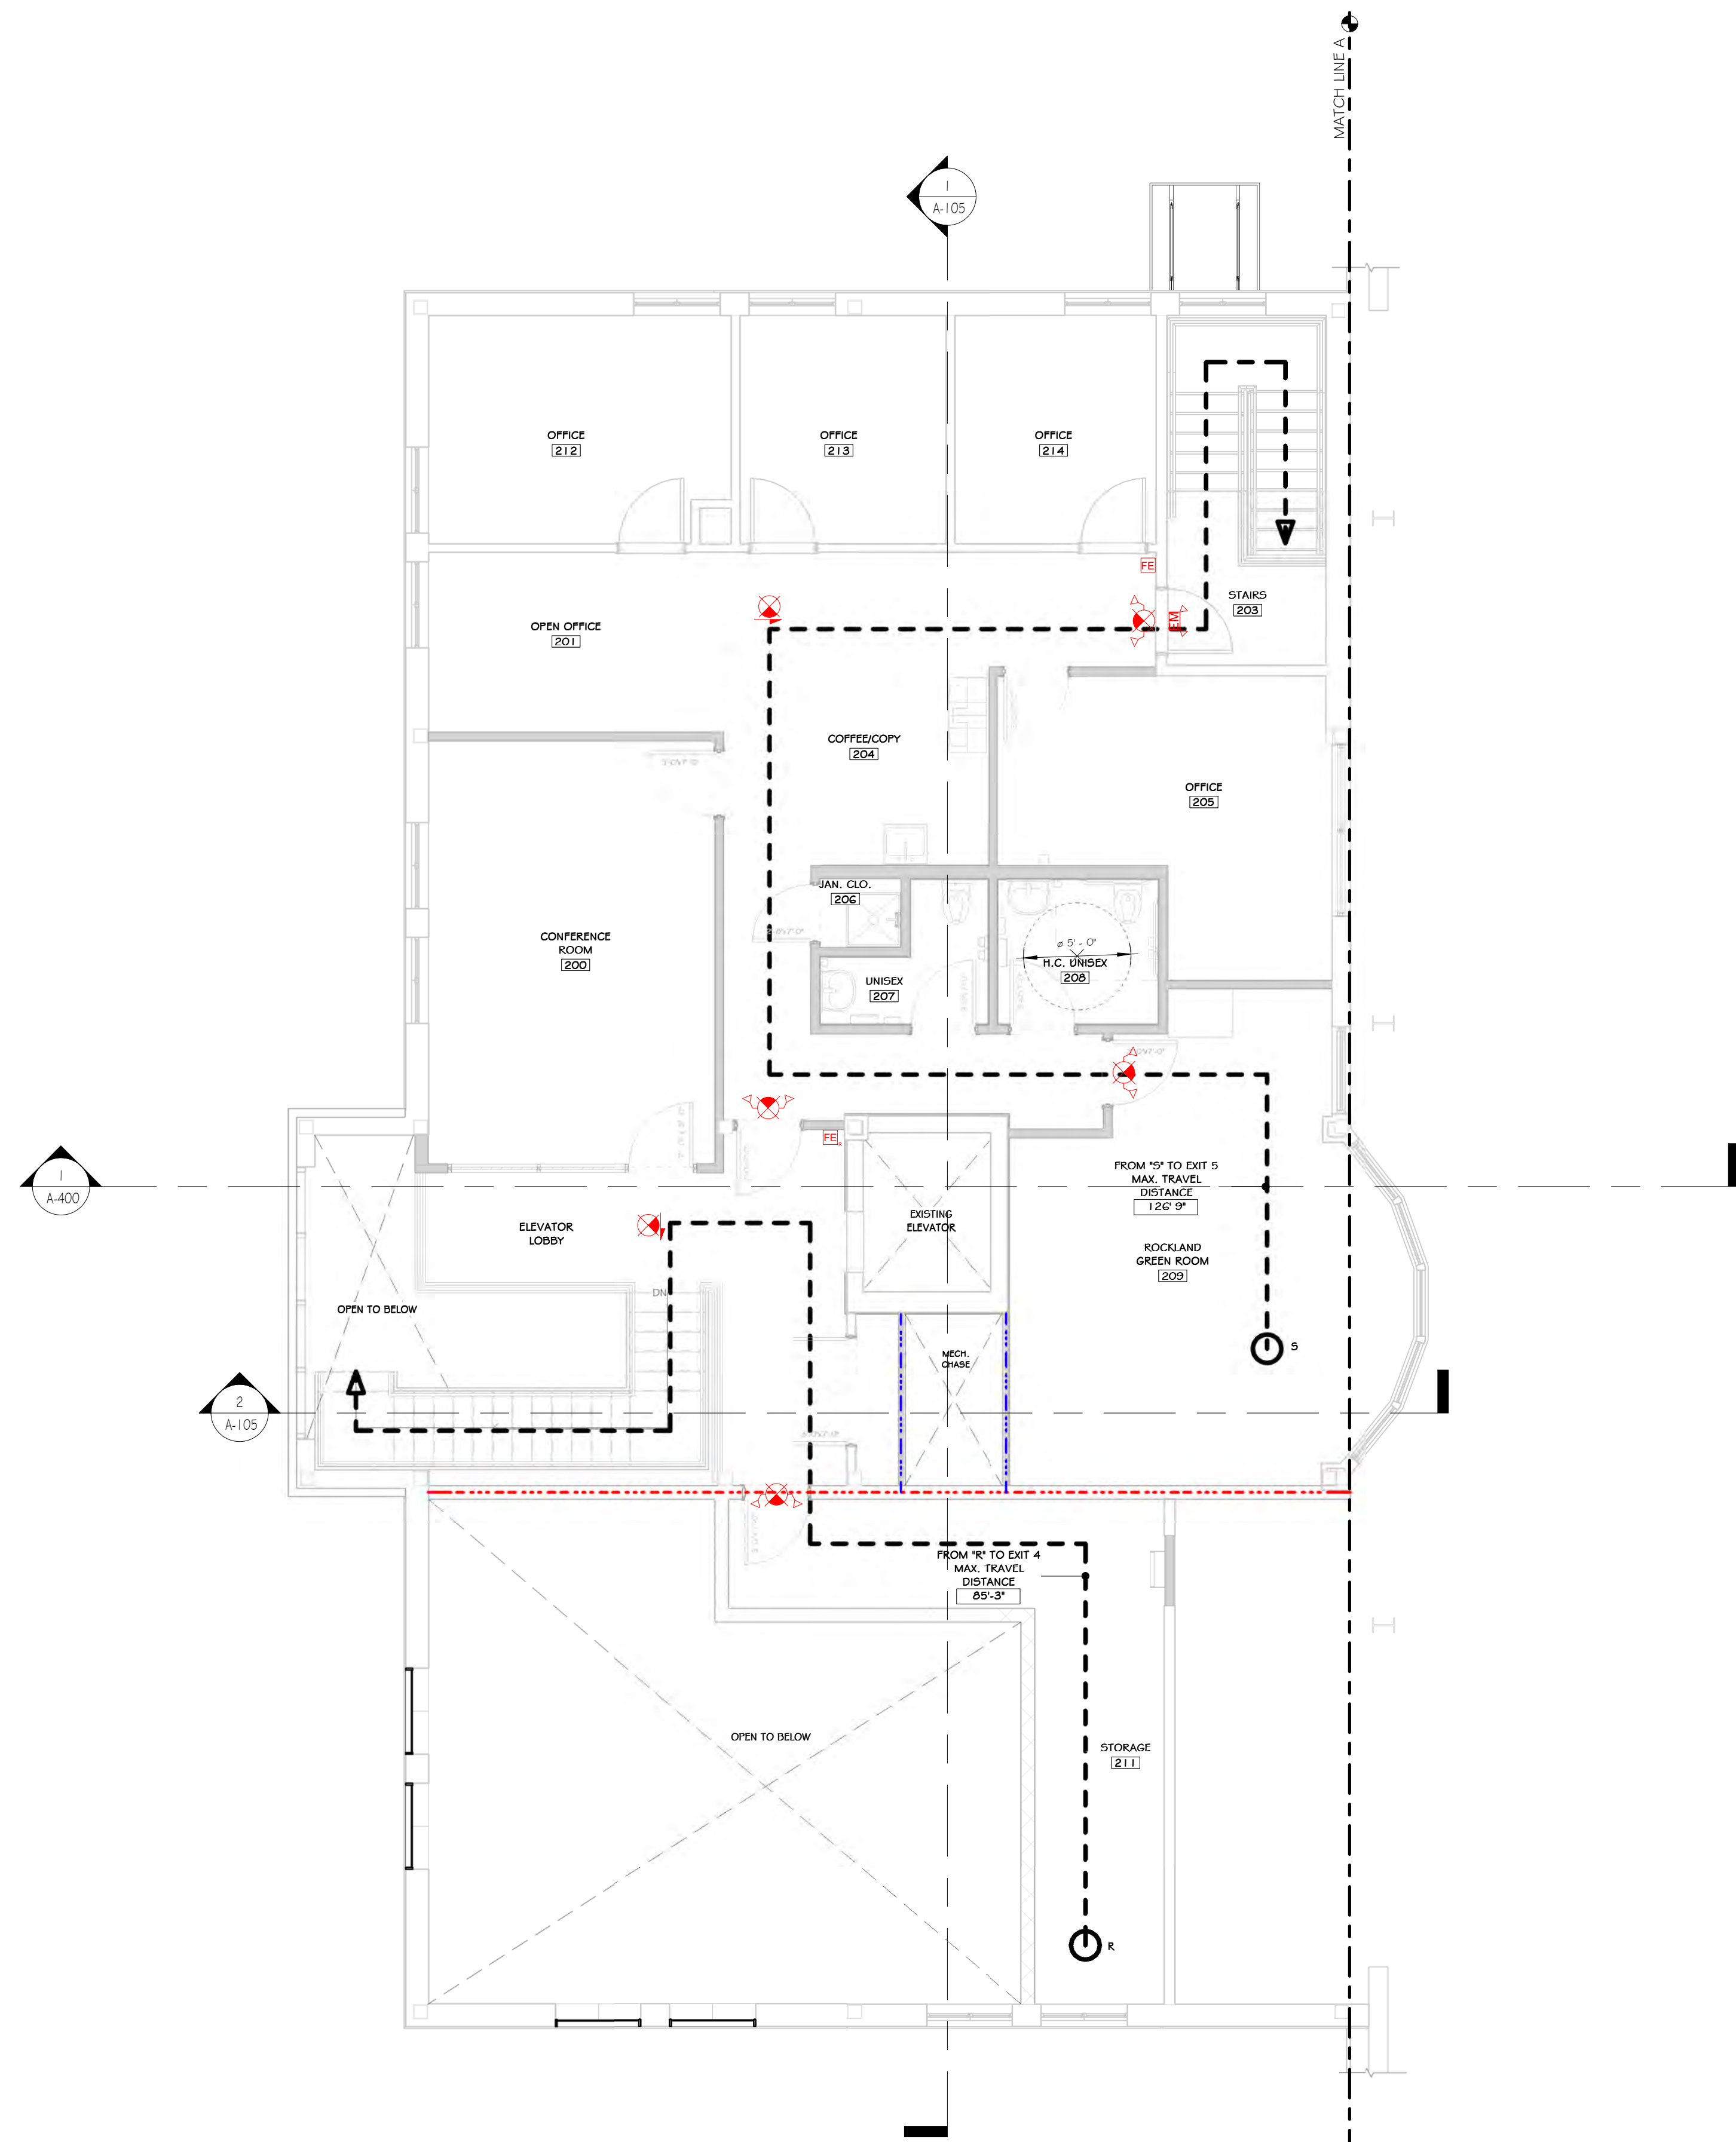 MATCH LINE A
1
A-105
OFFICE
212
OFFICE
213
OFFICE
214
FE
STAIRS
203
EM
OPEN OFFICE
201
COFFEE/COPY
204
OFFICE
205
JAN. CLO.
206
CONFERENCE
ROOM
200
ø 5' - 0"
H.C. UNISEX
208
UNISEX
207
FE
1
A-400
FROM "S" TO EXIT 5
MAX. TRAVEL
DISTANCE
126' 9"
ELEVATOR
LOBBY
EXISTING
ELEVATOR
ROCKLAND
GREEN ROOM
209
DN
OPEN TO BELOW
S
MECH.
CHASE
2
A-105
FROM "R" TO EXIT 4
MAX. TRAVEL
DISTANCE
85'-3"
OPEN TO BELOW
STORAGE
211
R